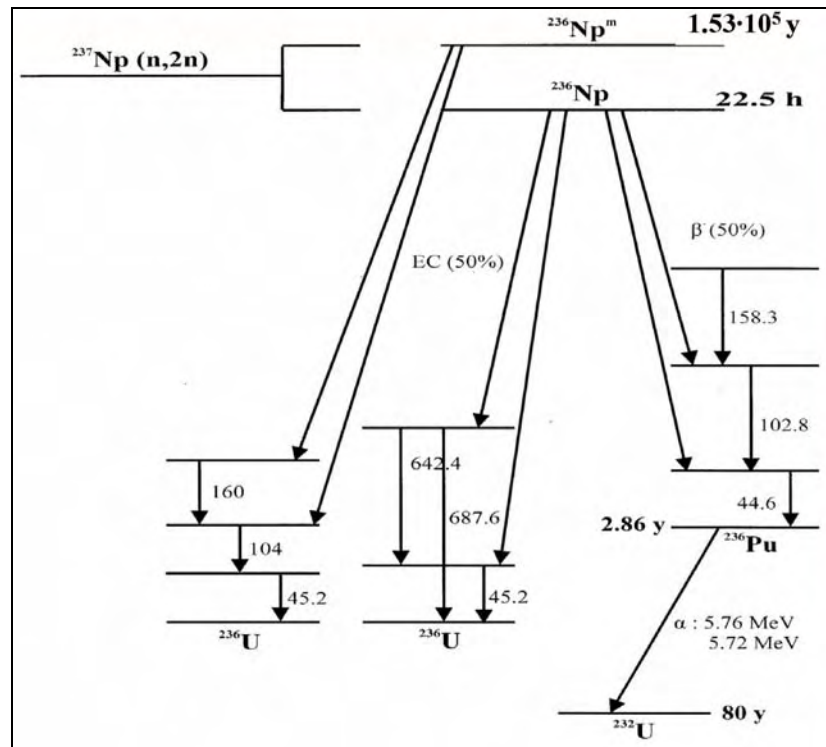 ²³⁶Npᵐ 1.53·10⁵ y
²³⁷Np (n,2n)
²³⁶Np 22.5 h
EC (50%)
β⁻(50%)
158.3
102.8
642.4
160
687.6
44.6
104
2.86 y
²³⁶Pu
45.2
45.2
²³⁶U
²³⁶U
α : 5.76 MeV
5.72 MeV
80 y
²³²U